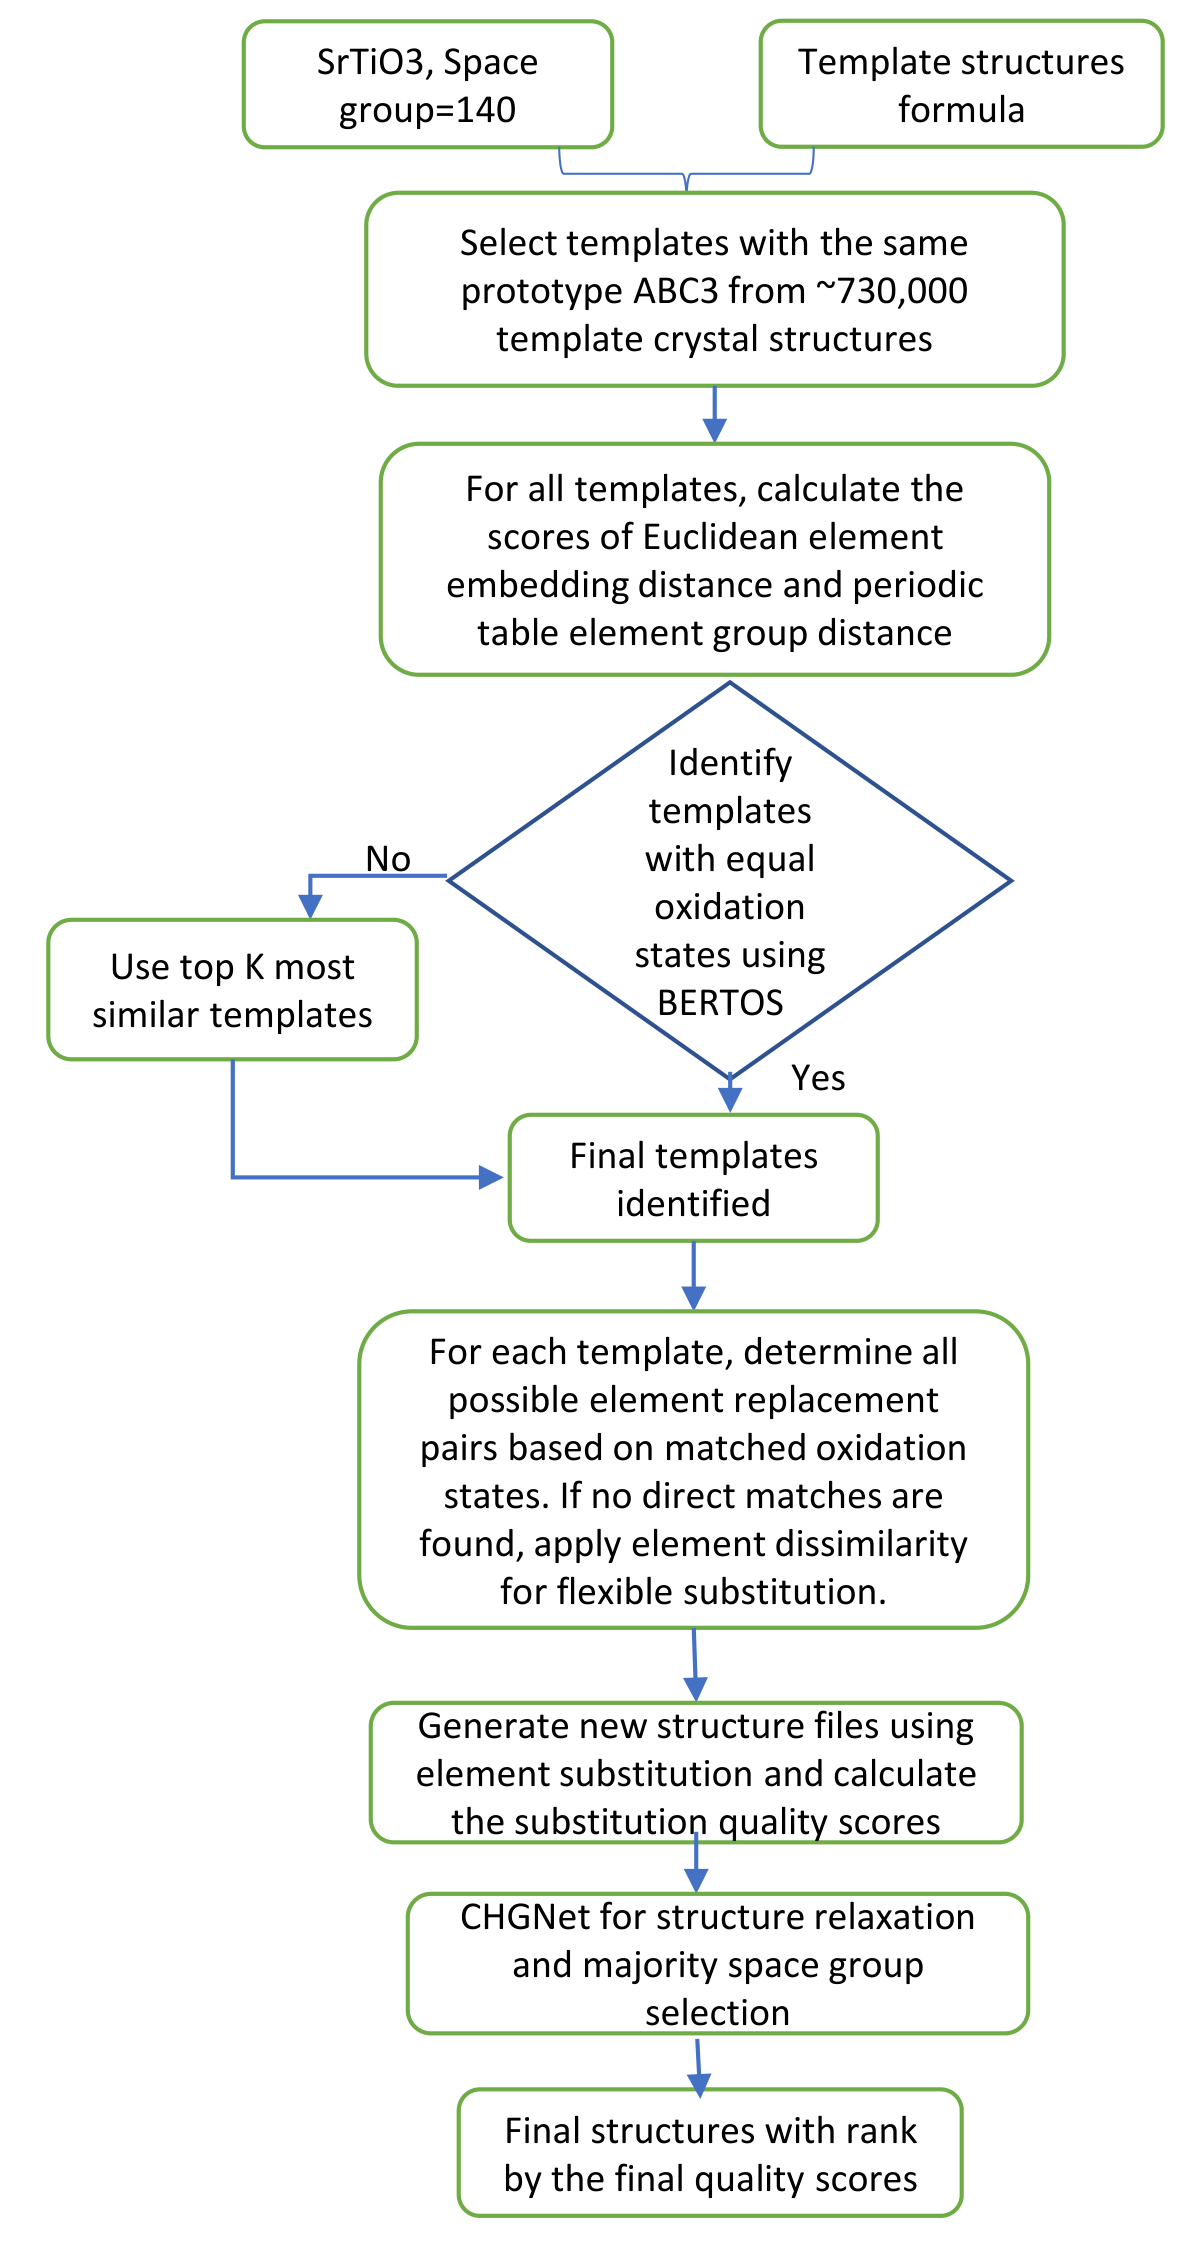 SrTiO3, Space
group=140
Template structures
formula
Select templates with the same
prototype ABC3 from ~730,000
template crystal structures
For all templates, calculate the
scores of Euclidean element
embedding distance and periodic
table element group distance
Identify
templates
with equal
oxidation
states using
BERTOS
No
Use top K most
similar templates
Yes
Final templates
identified
For each template, determine all
possible element replacement
pairs based on matched oxidation
states. If no direct matches are
found, apply element dissimilarity
for flexible substitution.
Generate new structure files using
element substitution and calculate
the substitution quality scores
CHGNet for structure relaxation
and majority space group
selection
Final structures with rank
by the final quality scores